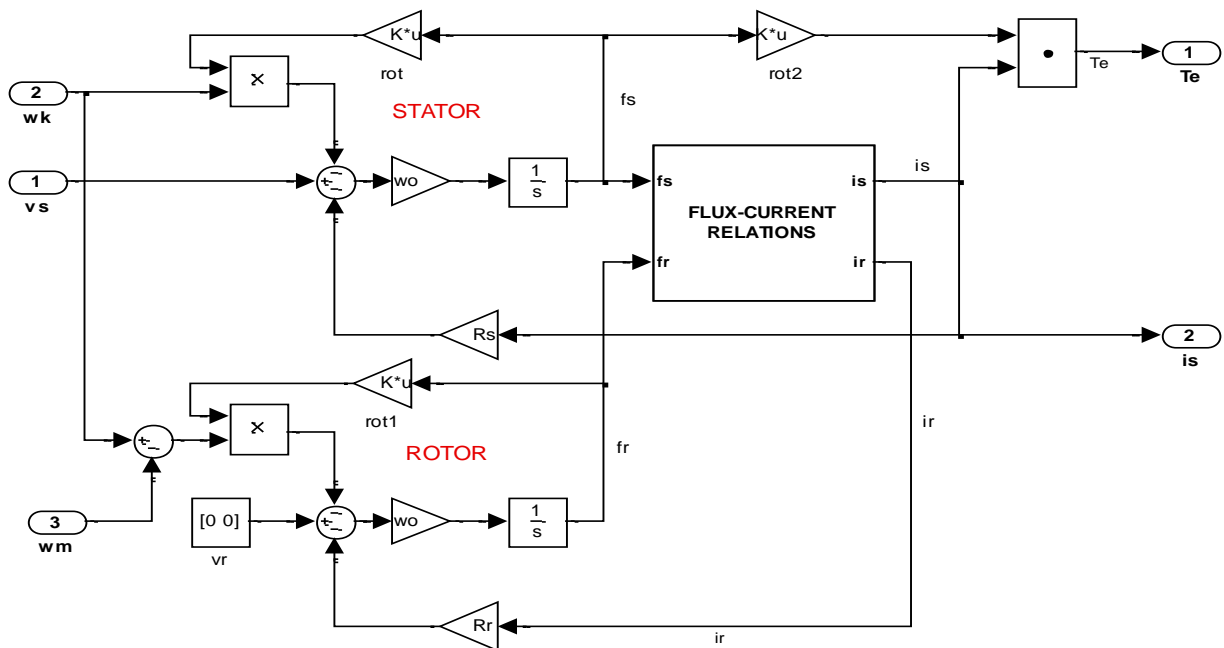 K*u
rot
K*u
rot2
1
Te
Te
×
2
wk
STATOR
fs
1
vs
+
−
−
wo
1
s
fs
is
FLUX-CURRENT
RELATIONS
fr
ir
is
Rs
2
is
K*u
rot1
×
+
−
ROTOR
fr
ir
3
wm
[0 0]
vr
+
−
−
wo
1
s
Rr
ir